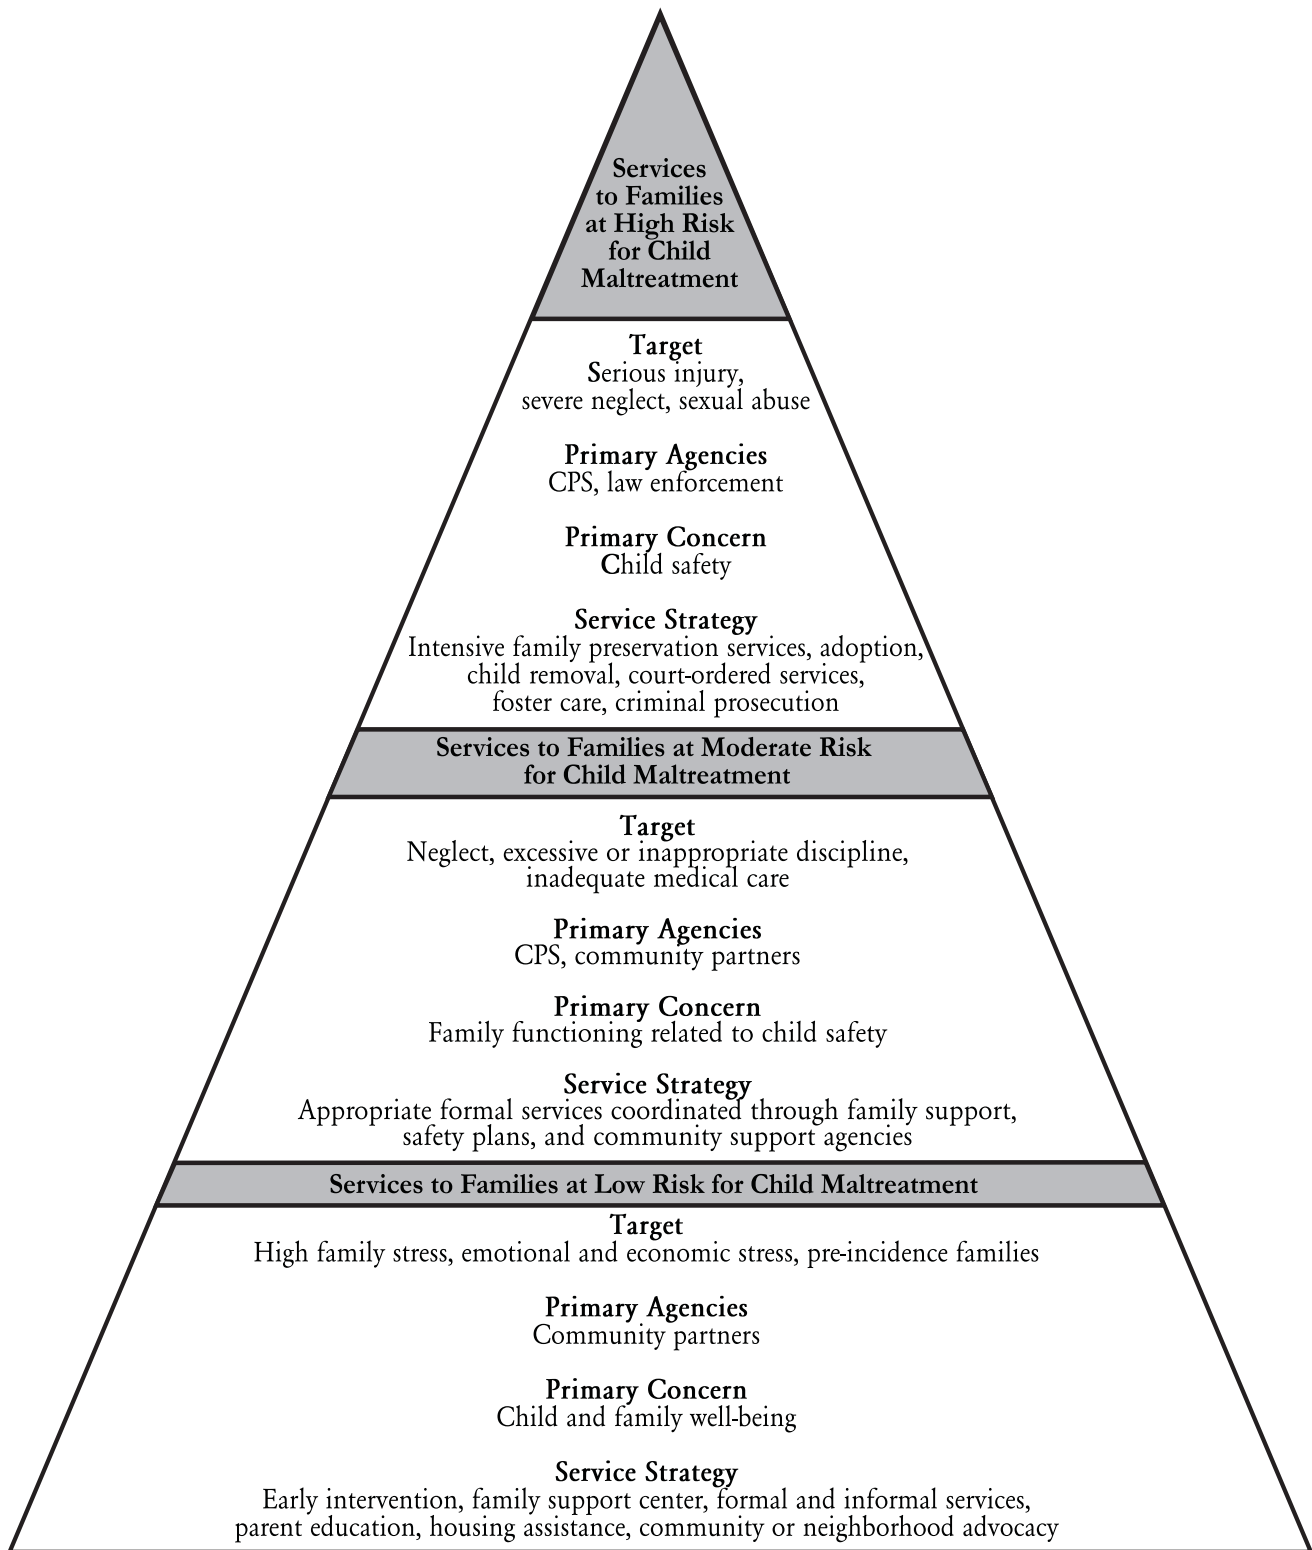 Services
to Families
at High Risk
for Child
Maltreatment
Target
Serious injury,
severe neglect, sexual abuse
Primary Agencies
CPS, law enforcement
Primary Concern
Child safety
Service Strategy
Intensive family preservation services, adoption,
child removal, court-ordered services,
foster care, criminal prosecution
Services to Families at Moderate Risk
for Child Maltreatment
Target
Neglect, excessive or inappropriate discipline,
inadequate medical care
Primary Agencies
CPS, community partners
Primary Concern
Family functioning related to child safety
Service Strategy
Appropriate formal services coordinated through family support,
safety plans, and community support agencies
Services to Families at Low Risk for Child Maltreatment
Target
High family stress, emotional and economic stress, pre-incidence families
Primary Agencies
Community partners
Primary Concern
Child and family well-being
Service Strategy
Early intervention, family support center, formal and informal services,
parent education, housing assistance, community or neighborhood advocacy